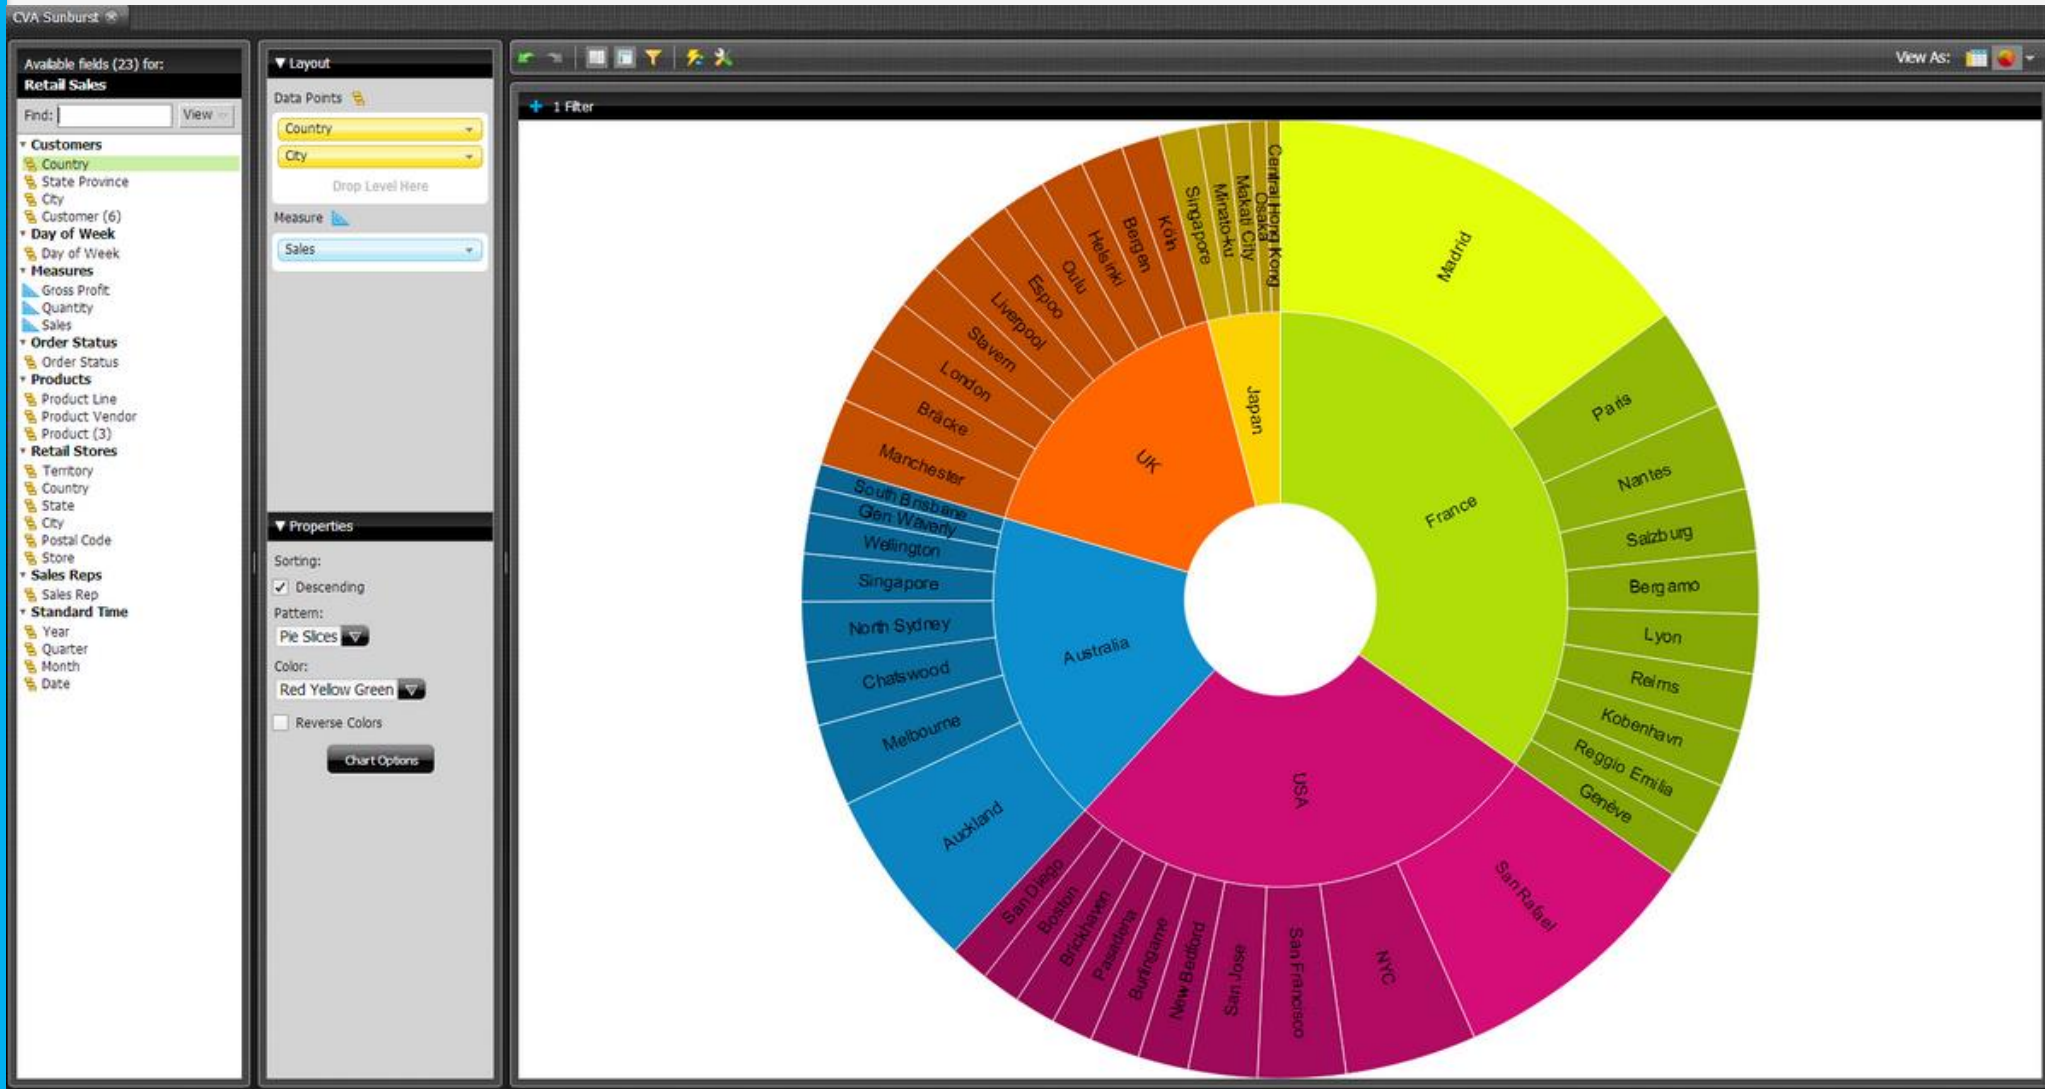 CVA Sunburst
Available fields (23) for:
Retail Sales
Find:
View
Customers
Country
State Province
City
Customer (6)
Day of Week
Day of Week
Measures
Gross Profit
Quantity
Sales
Order Status
Order Status
Products
Product Line
Product Vendor
Product (3)
Retail Stores
Territory
Country
State
City
Postal Code
Store
Sales Reps
Sales Rep
Standard Time
Year
Quarter
Month
Date
Layout
Data Points
Country
City
Drop Level Here
Measure
Sales
Properties
Sorting:
Descending
Pattern:
Pie Slices
Color:
Red Yellow Green
Reverse Colors
Chart Options
View As:
1 Filter
Madrid
Paris
Nantes
Salzburg
Bergamo
Lyon
Reims
Kobenhavn
Reggio Emilia
Genève
San Rafael
NYC
San Francisco
San Jose
New Bedford
Burlingame
Pasadena
Brickhaven
Boston
San Diego
Auckland
Melbourne
Chatswood
North Sydney
Singapore
Wellington
Glen Waverly
South Brisbane
Manchester
Bräcke
London
Stavern
Liverpool
Espoo
Oulu
Helsinki
Bergen
Köln
Singapore
Minato-ku
Makati City
Osaka
Central Hong Kong
France
USA
Australia
UK
Japan